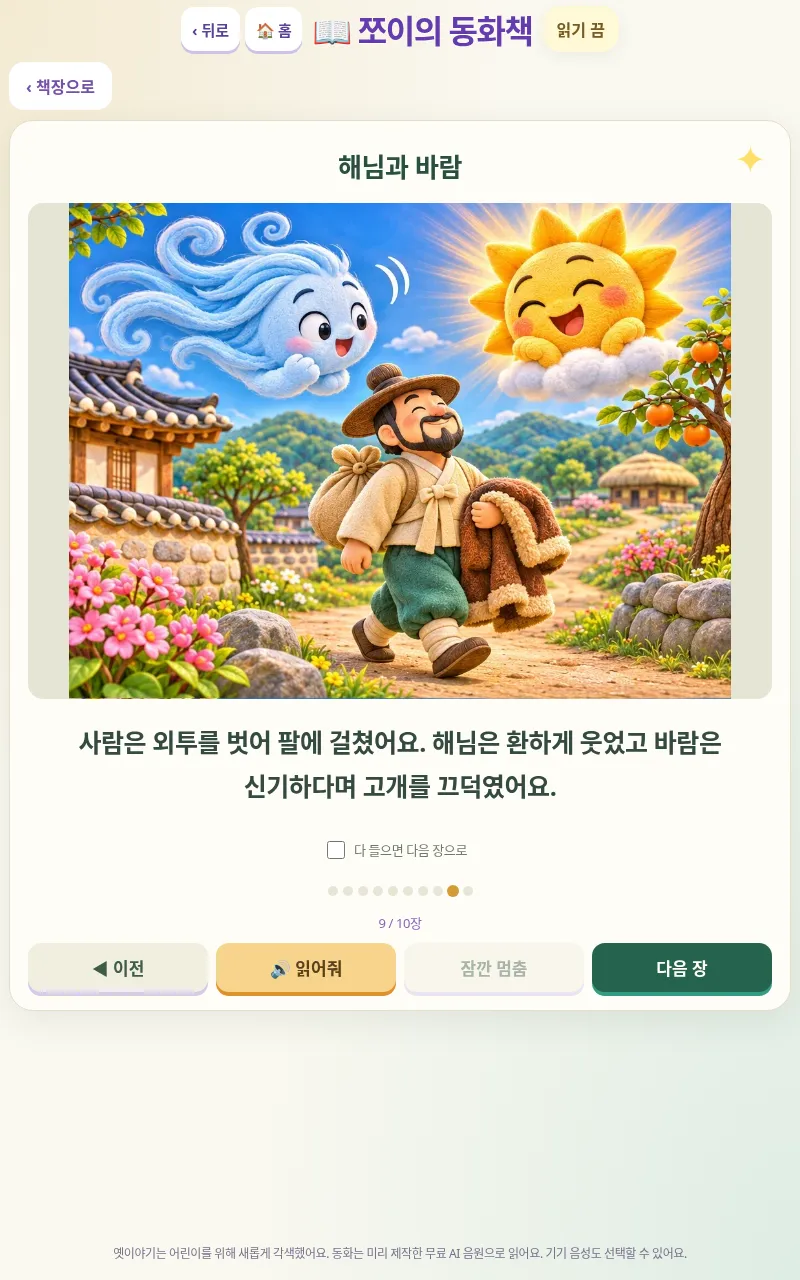 ‹ 뒤로
🏠 홈
📖 쪼이의 동화책
읽기 끔
‹ 책장으로
해님과 바람
사람은 외투를 벗어 팔에 걸쳤어요. 해님은 환하게 웃었고 바람은
신기하다며 고개를 끄덕였어요.
다 들으면 다음 장으로
9 / 10장
◀ 이전
🔊 읽어줘
잠깐 멈춤
다음 장
옛이야기는 어린이를 위해 새롭게 각색했어요. 동화는 미리 제작한 무료 AI 음원으로 읽어요. 기기 음성도 선택할 수 있어요.